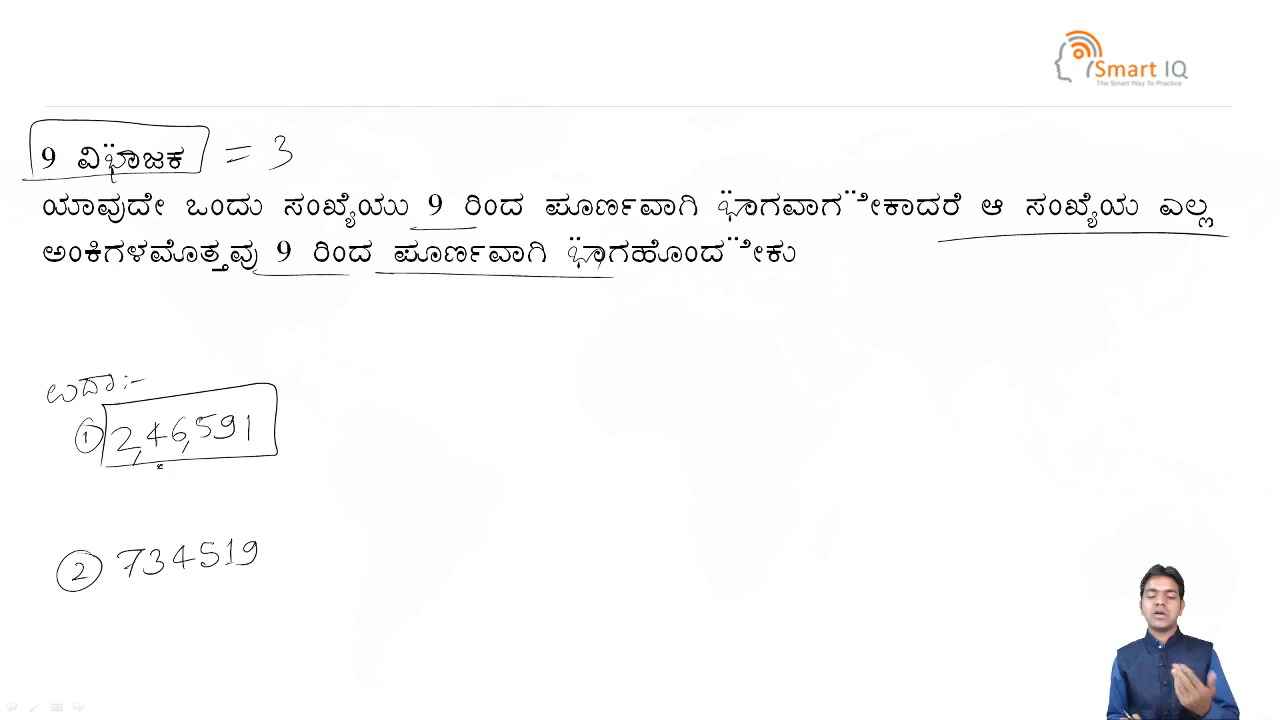 Smart IQ
The Smart Way To Practice
9 ವಿಭಾಜಕ = 3
ಯಾವುದೇ ಒಂದು ಸಂಖ್ಯೆಯು 9 ರಿಂದ ಪೂರ್ಣವಾಗಿ ಭಾಗವಾಗಬೇಕಾದರೆ ಆ ಸಂಖ್ಯೆಯ ಎಲ್ಲ
ಅಂಕಿಗಳಮೊತ್ತವು 9 ರಿಂದ ಪೂರ್ಣವಾಗಿ ಭಾಗಹೊಂದಬೇಕು
ಉದಾ:-
① 2,46,591
② 734519